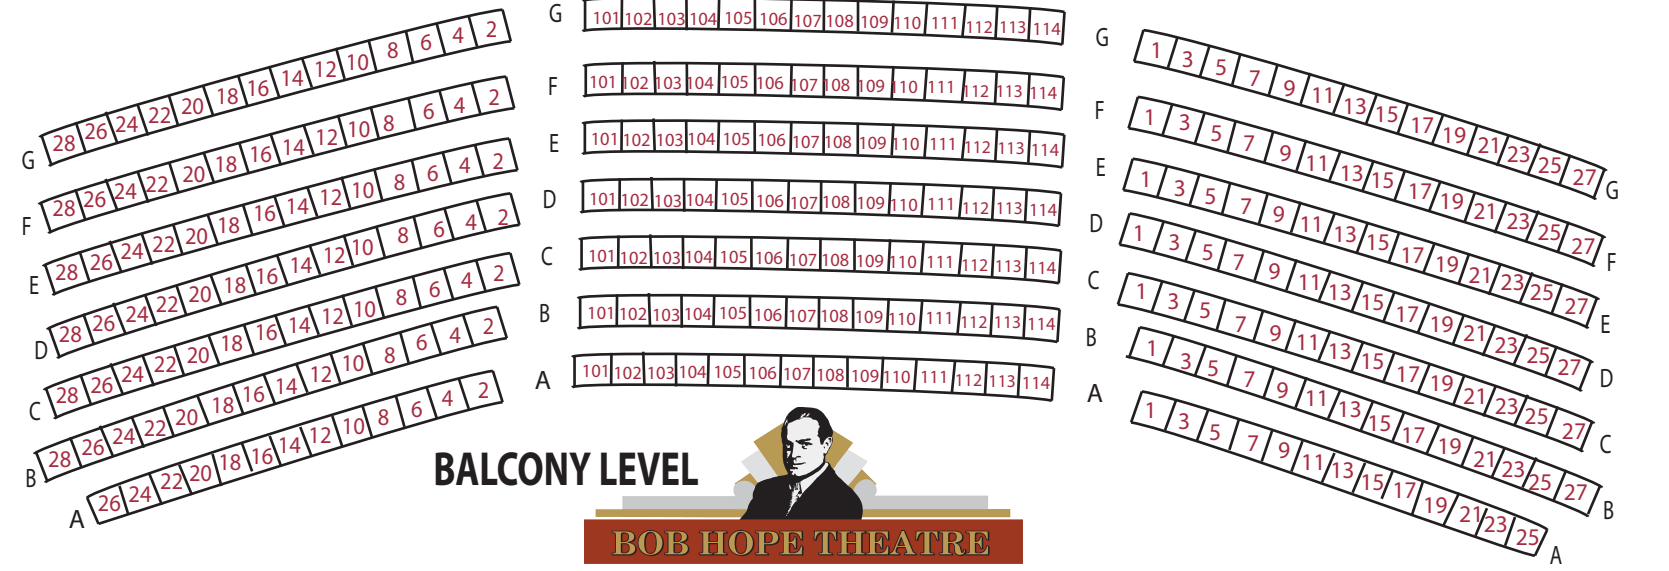 28 26 24 22 20 18 16 14 12 10 8 6 4 2
G
G 101 102 103 104 105 106 107 108 109 110 111 112 113 114
G 1 3 5 7 9 11 13 15 17 19 21 23 25 27 G
28 26 24 22 20 18 16 14 12 10 8 6 4 2
F
F 101 102 103 104 105 106 107 108 109 110 111 112 113 114
F 1 3 5 7 9 11 13 15 17 19 21 23 25 27 F
28 26 24 22 20 18 16 14 12 10 8 6 4 2
E
E 101 102 103 104 105 106 107 108 109 110 111 112 113 114
E 1 3 5 7 9 11 13 15 17 19 21 23 25 27 E
28 26 24 22 20 18 16 14 12 10 8 6 4 2
D
D 101 102 103 104 105 106 107 108 109 110 111 112 113 114
D 1 3 5 7 9 11 13 15 17 19 21 23 25 27 D
28 26 24 22 20 18 16 14 12 10 8 6 4 2
C
C 101 102 103 104 105 106 107 108 109 110 111 112 113 114
C 1 3 5 7 9 11 13 15 17 19 21 23 25 27 C
28 26 24 22 20 18 16 14 12 10 8 6 4 2
B
B 101 102 103 104 105 106 107 108 109 110 111 112 113 114
B 1 3 5 7 9 11 13 15 17 19 21 23 25 27 B
26 24 22 20 18 16 14 12 10 8 6 4 2
A
A 101 102 103 104 105 106 107 108 109 110 111 112 113 114
A 1 3 5 7 9 11 13 15 17 19 21 23 25 A
BALCONY LEVEL
BOB HOPE THEATRE